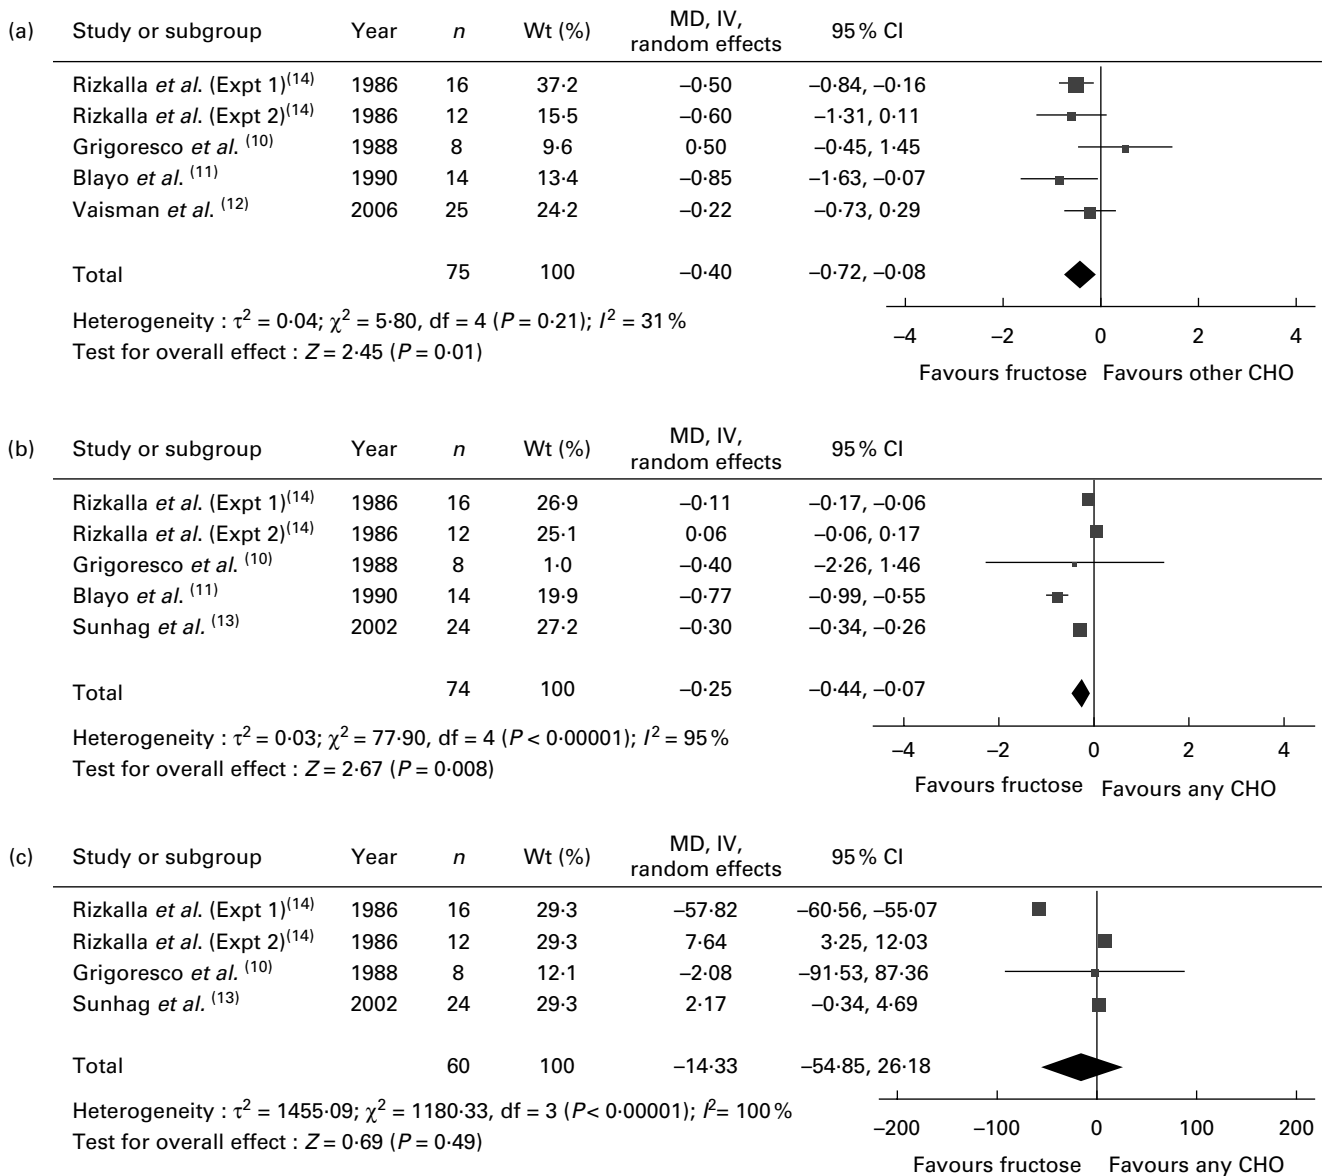 (a) Study or subgroup Year n Wt (%) MD, IV, random effects 95% CI
Rizkalla et al. (Expt 1)(14) 1986 16 37·2 –0·50 –0·84, –0·16
Rizkalla et al. (Expt 2)(14) 1986 12 15·5 –0·60 –1·31, 0·11
Grigoresco et al. (10) 1988 8 9·6 0·50 –0·45, 1·45
Blayo et al. (11) 1990 14 13·4 –0·85 –1·63, –0·07
Vaisman et al. (12) 2006 25 24·2 –0·22 –0·73, 0·29
Total 75 100 –0·40 –0·72, –0·08
Heterogeneity : τ² = 0·04; χ² = 5·80, df = 4 (P = 0·21); I² = 31%
Test for overall effect : Z = 2·45 (P = 0·01)
–4 –2 0 2 4
Favours fructose Favours other CHO
(b) Study or subgroup Year n Wt (%) MD, IV, random effects 95% CI
Rizkalla et al. (Expt 1)(14) 1986 16 26·9 –0·11 –0·17, –0·06
Rizkalla et al. (Expt 2)(14) 1986 12 25·1 0·06 –0·06, 0·17
Grigoresco et al. (10) 1988 8 1·0 –0·40 –2·26, 1·46
Blayo et al. (11) 1990 14 19·9 –0·77 –0·99, –0·55
Sunhag et al. (13) 2002 24 27·2 –0·30 –0·34, –0·26
Total 74 100 –0·25 –0·44, –0·07
Heterogeneity : τ² = 0·03; χ² = 77·90, df = 4 (P < 0·00001); I² = 95%
Test for overall effect : Z = 2·67 (P = 0·008)
–4 –2 0 2 4
Favours fructose Favours any CHO
(c) Study or subgroup Year n Wt (%) MD, IV, random effects 95% CI
Rizkalla et al. (Expt 1)(14) 1986 16 29·3 –57·82 –60·56, –55·07
Rizkalla et al. (Expt 2)(14) 1986 12 29·3 7·64 3·25, 12·03
Grigoresco et al. (10) 1988 8 12·1 –2·08 –91·53, 87·36
Sunhag et al. (13) 2002 24 29·3 2·17 –0·34, 4·69
Total 60 100 –14·33 –54·85, 26·18
Heterogeneity : τ² = 1455·09; χ² = 1180·33, df = 3 (P< 0·00001); I²= 100%
Test for overall effect : Z = 0·69 (P = 0·49)
–200 –100 0 100 200
Favours fructose Favours any CHO